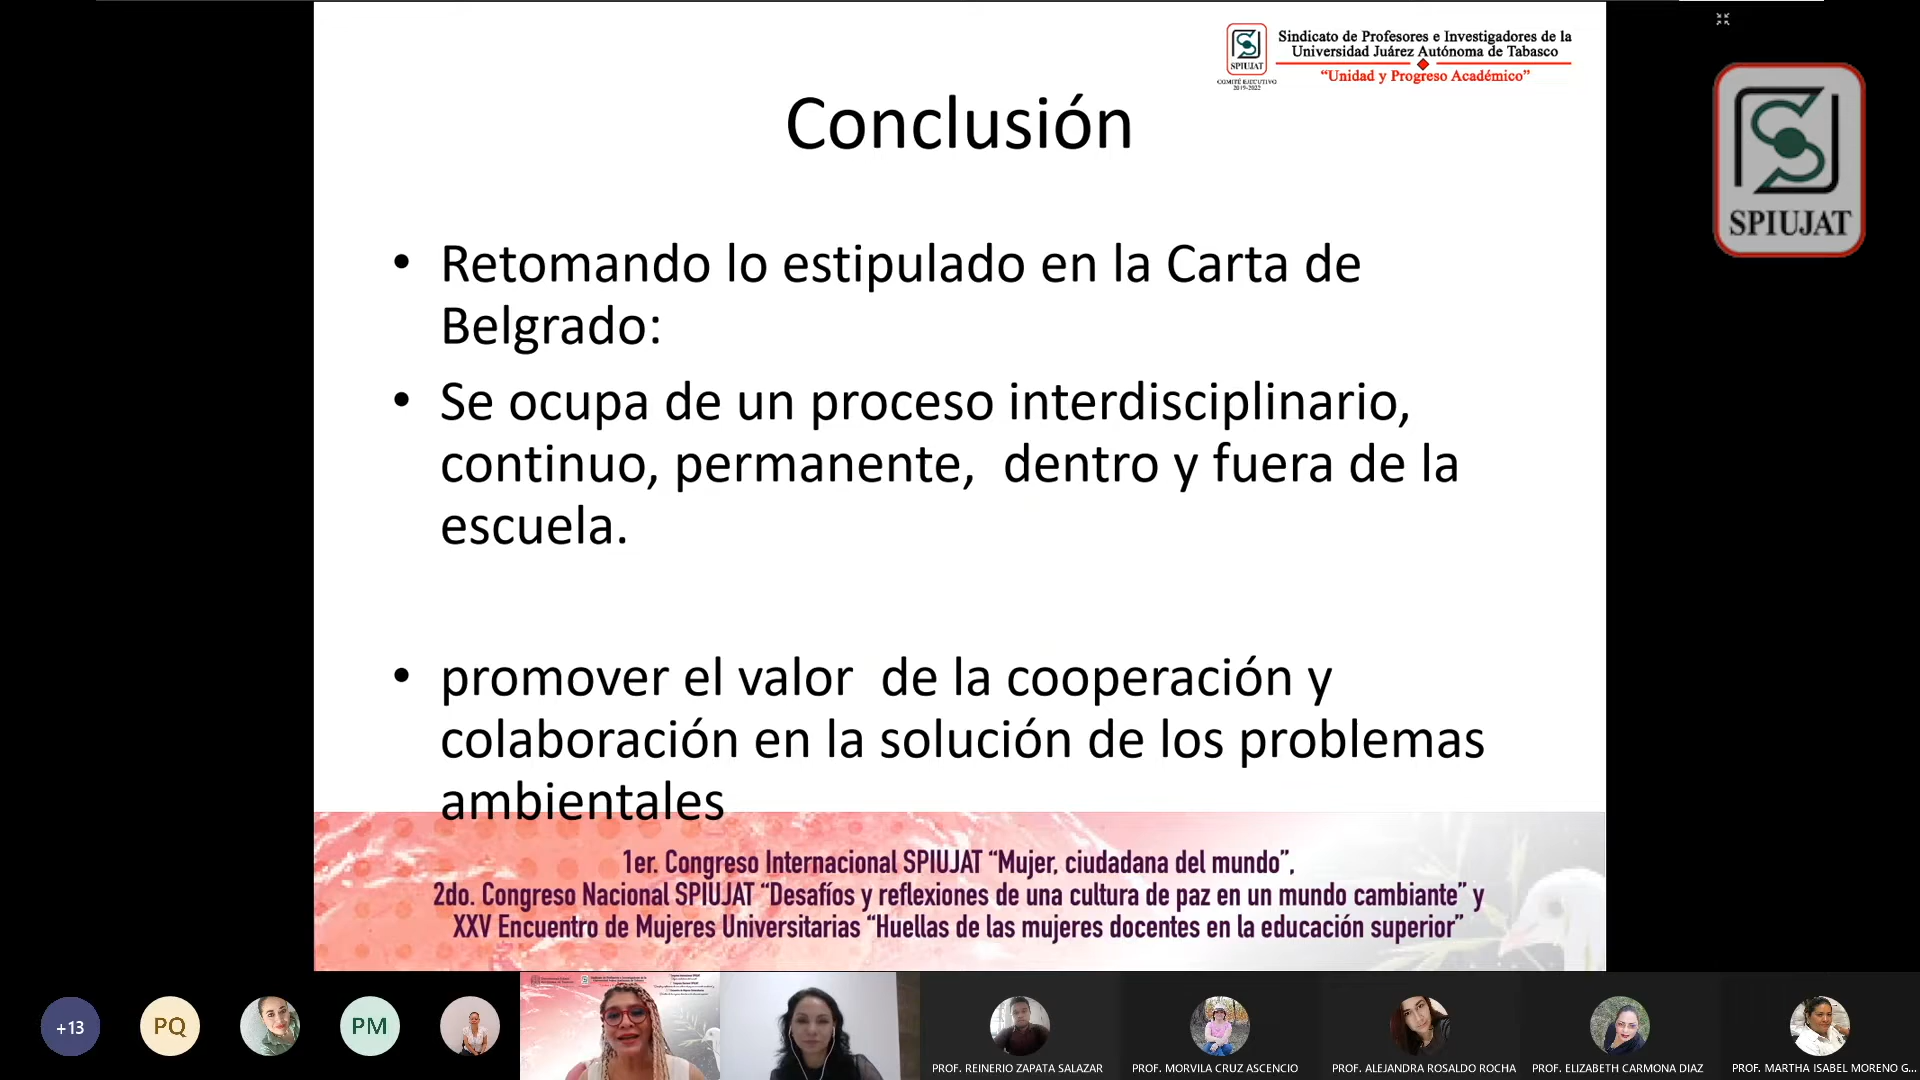 Sindicato de Profesores e Investigadores de la
Universidad Juárez Autónoma de Tabasco
“Unidad y Progreso Académico”
SPIUJAT
COMITÉ EJECUTIVO
2019-2022
SPIUJAT
Conclusión
• Retomando lo estipulado en la Carta de
Belgrado:
• Se ocupa de un proceso interdisciplinario,
continuo, permanente, dentro y fuera de la
escuela.
• promover el valor de la cooperación y
colaboración en la solución de los problemas
ambientales
1er. Congreso Internacional SPIUJAT “Mujer, ciudadana del mundo”,
2do. Congreso Nacional SPIUJAT “Desafíos y reflexiones de una cultura de paz en un mundo cambiante” y
XXV Encuentro de Mujeres Universitarias “Huellas de las mujeres docentes en la educación superior”
+13
PQ
PM
PROF. REINERIO ZAPATA SALAZAR
PROF. MORVILA CRUZ ASCENCIO
PROF. ALEJANDRA ROSALDO ROCHA
PROF. ELIZABETH CARMONA DIAZ
PROF. MARTHA ISABEL MORENO G...